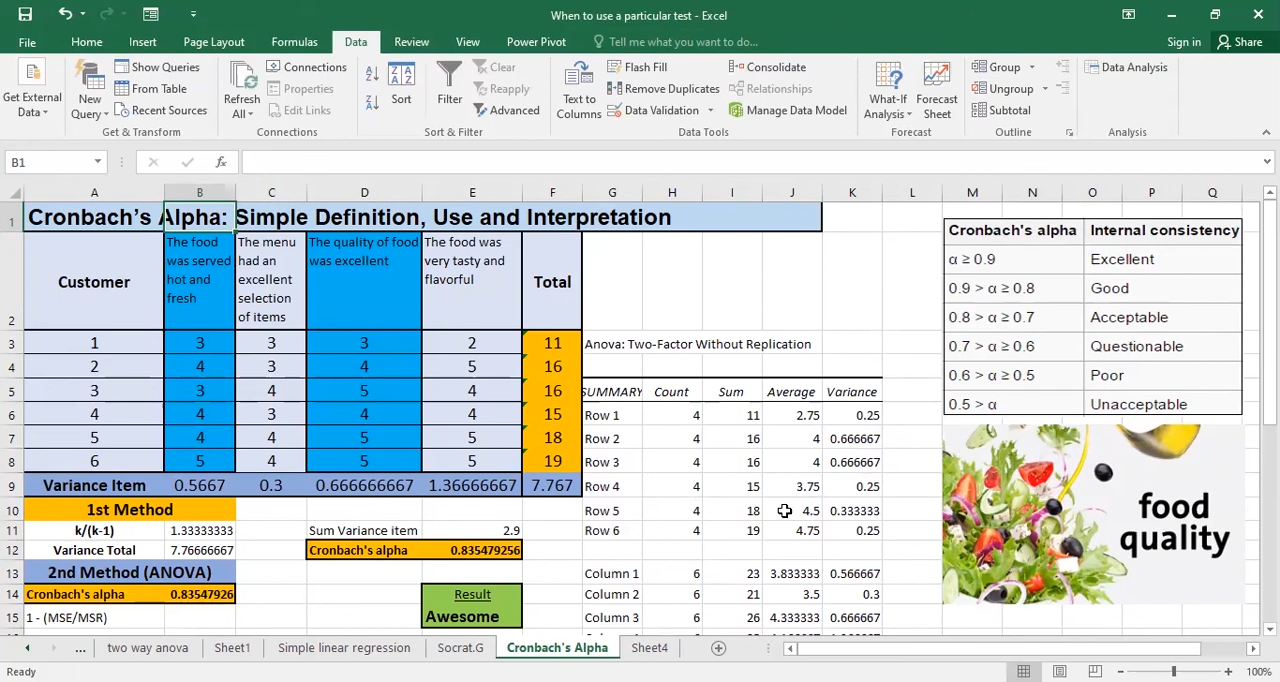 When to use a particular test - Excel
File Home Insert Page Layout Formulas Data Review View Power Pivot Tell me what you want to do... Sign in Share
Get External Data
New Query
Show Queries
From Table
Recent Sources
Get & Transform
Refresh All
Connections
Properties
Edit Links
Connections
Sort
Filter
Clear
Reapply
Advanced
Sort & Filter
Text to Columns
Flash Fill
Remove Duplicates
Data Validation
Consolidate
Relationships
Manage Data Model
Data Tools
What-If Analysis
Forecast Sheet
Forecast
Group
Ungroup
Subtotal
Outline
Data Analysis
Analysis
B1 fx
A B C D E F G H I J K L M N O P Q
1 Cronbach’s Alpha: Simple Definition, Use and Interpretation
2 Customer
The food was served hot and fresh
The menu had an excellent selection of items
The quality of food was excellent
The food was very tasty and flavorful
Total
3 1 3 3 3 2 11 Anova: Two-Factor Without Replication
4 2 4 3 4 5 16
5 3 3 4 5 4 16 SUMMARY Count Sum Average Variance
6 4 4 3 4 4 15 Row 1 4 11 2.75 0.25
7 5 4 4 5 5 18 Row 2 4 16 4 0.666667
8 6 5 4 5 5 19 Row 3 4 16 4 0.666667
9 Variance Item 0.5667 0.3 0.666666667 1.36666667 7.767 Row 4 4 15 3.75 0.25
10 1st Method Row 5 4 18 4.5 0.333333
11 k/(k-1) 1.33333333 Sum Variance item 2.9 Row 6 4 19 4.75 0.25
12 Variance Total 7.76666667 Cronbach's alpha 0.835479256
13 2nd Method (ANOVA) Column 1 6 23 3.833333 0.566667
14 Cronbach's alpha 0.83547926 Result Column 2 6 21 3.5 0.3
15 1 - (MSE/MSR) Awesome Column 3 6 26 4.333333 0.666667
Cronbach's alpha Internal consistency
α ≥ 0.9 Excellent
0.9 > α ≥ 0.8 Good
0.8 > α ≥ 0.7 Acceptable
0.7 > α ≥ 0.6 Questionable
0.6 > α ≥ 0.5 Poor
0.5 > α Unacceptable
food
quality
... two way anova Sheet1 Simple linear regression Socrat.G Cronbach's Alpha Sheet4
Ready 100%